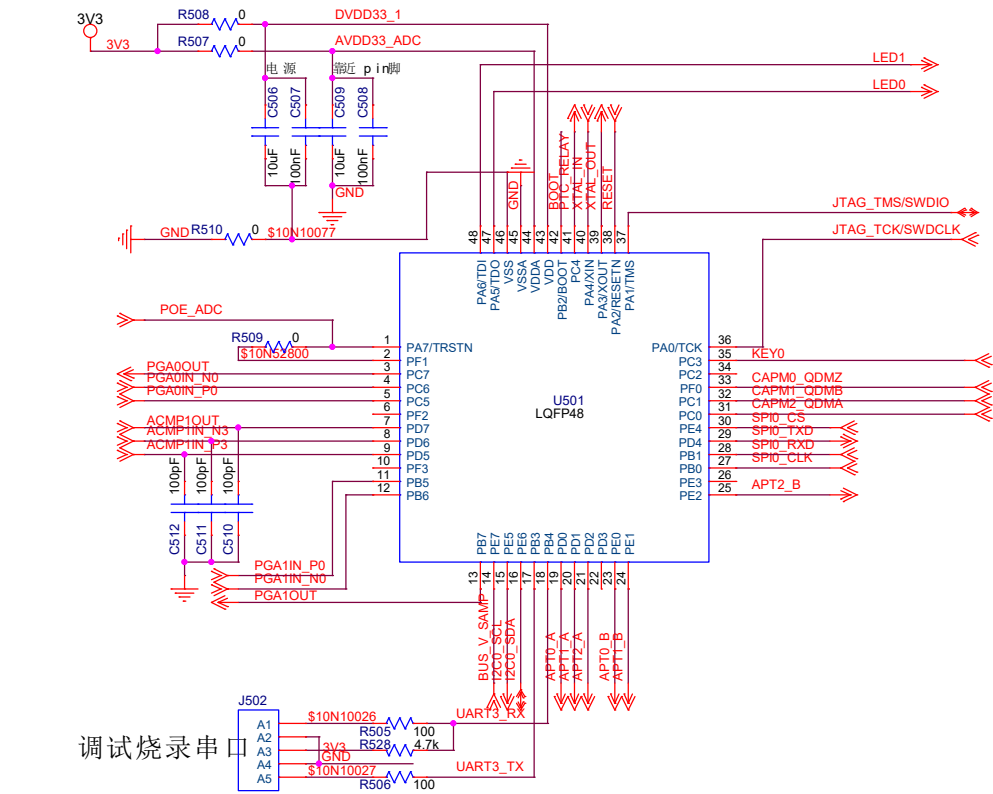 3V3
3V3
R508 0
DVDD33_1
R507 0
AVDD33_ADC
电源 靠近 pin脚
C506 C507 C509 C508
10uF 100nF 10uF 100nF
GND
GND R510 0 $10N10077
LED1
LED0
GND
BOOT
PTC_RELAY
XTAL_IN
XTAL_OUT
RESET
JTAG_TMS/SWDIO
JTAG_TCK/SWDCLK
48 47 46 45 44 43 42 41 40 39 38 37
PA6/TDI
PA5/TDO
VSS
VSSA
VDDA
VDD
PB2/BOOT
PC4
PA4/XIN
PA3/XOUT
PA2/RESETN
PA1/TMS
POE_ADC
R509 0
$10N52800
PGA0OUT
PGA0IN_N0
PGA0IN_P0
ACMP1OUT
ACMP1IN_N3
ACMP1IN_P3
1 PA7/TRSTN
2 PF1
3 PC7
4 PC6
5 PC5
6 PF2
7 PD7
8 PD6
9 PD5
10 PF3
11 PB5
12 PB6
U501
LQFP48
PA0/TCK 36
PC3 35 KEY0
PC2 34
PF0 33 CAPM0_QDMZ
PC1 32 CAPM1_QDMB
PC0 31 CAPM2_QDMA
PE4 30 SPI0_CS
PD4 29 SPI0_TXD
PB1 28 SPI0_RXD
PB0 27 SPI0_CLK
PE3 26
PE2 25 APT2_B
100pF 100pF 100pF
C512 C511 C510
PGA1IN_P0
PGA1IN_N0
PGA1OUT
PB7 PE7 PE5 PE6 PB3 PB4 PD0 PD1 PD2 PD3 PE0 PE1
13 14 15 16 17 18 19 20 21 22 23 24
BUS_V_SAMP
I2C0_SCL
I2C0_SDA
APT0_A
APT1_A
APT2_A
APT0_B
APT1_B
J502
调试烧录串口
A1 $10N10026 R505 100 UART3_RX
A2
A3 3V3 R528 4.7k
A4 GND
A5 $10N10027 R506 100 UART3_TX